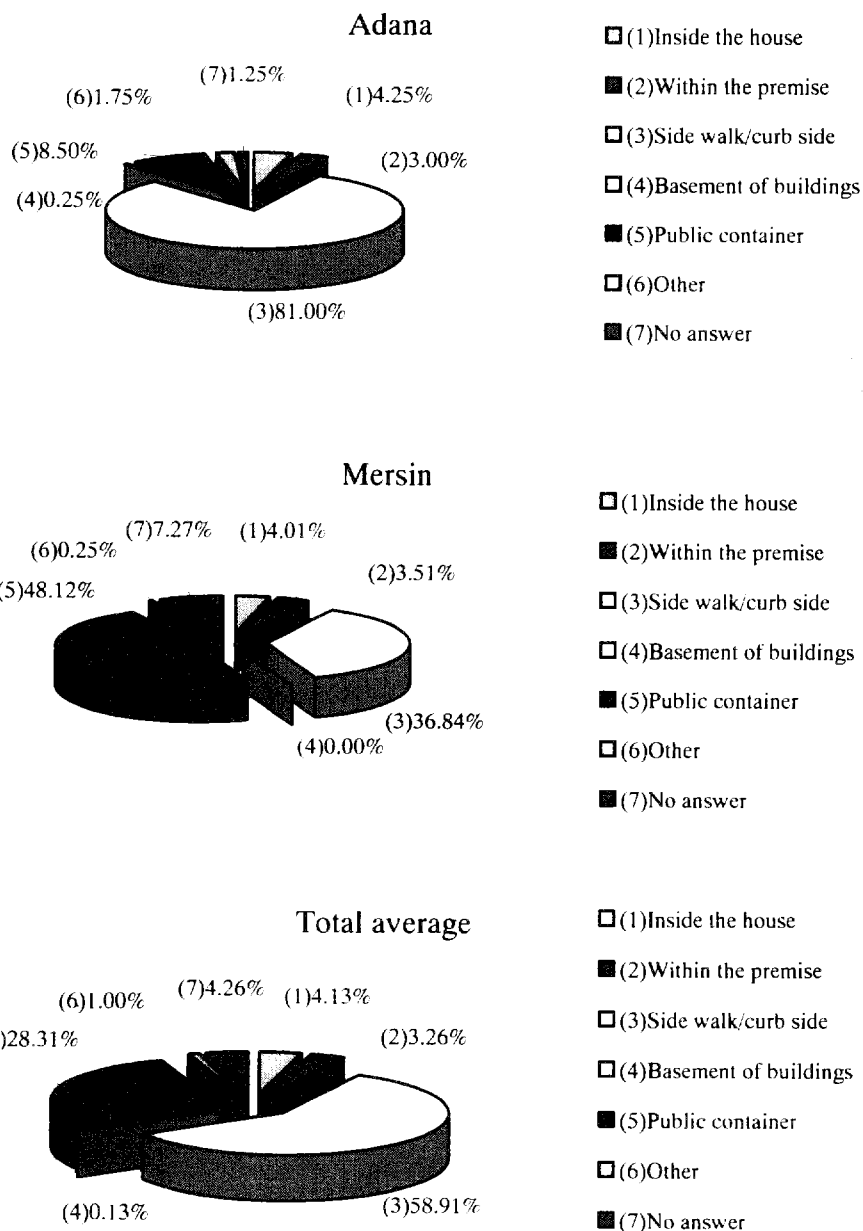 Adana
(7)1.25%
(6)1.75%
(1)4.25%
(5)8.50%
(2)3.00%
(4)0.25%
(3)81.00%
(1)Inside the house
(2)Within the premise
(3)Side walk/curb side
(4)Basement of buildings
(5)Public container
(6)Other
(7)No answer
Mersin
(7)7.27%
(1)4.01%
(6)0.25%
(2)3.51%
(5)48.12%
(3)36.84%
(4)0.00%
(1)Inside the house
(2)Within the premise
(3)Side walk/curb side
(4)Basement of buildings
(5)Public container
(6)Other
(7)No answer
Total average
(7)4.26%
(1)4.13%
(6)1.00%
(2)3.26%
)28.31%
(4)0.13%
(3)58.91%
(1)Inside the house
(2)Within the premise
(3)Side walk/curb side
(4)Basement of buildings
(5)Public container
(6)Other
(7)No answer